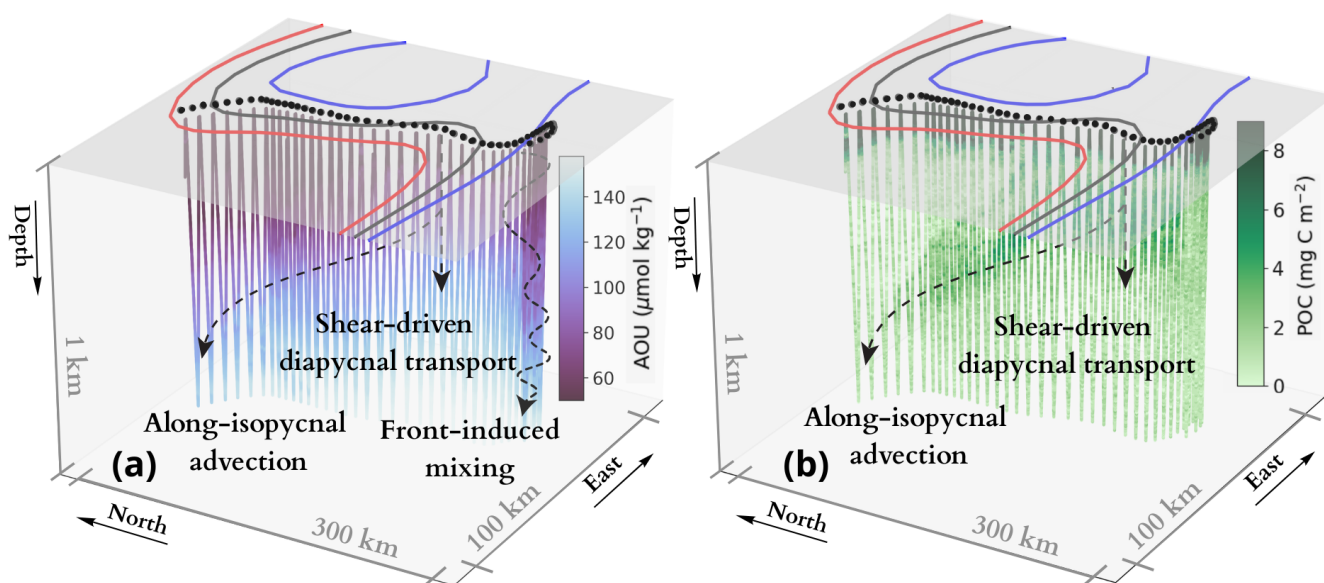 Depth
1 km
140
120
100
80
60
AOU (μmol kg⁻¹)
Shear-driven
diapycnal transport
Along-isopycnal
advection
Front-induced
mixing
(a)
North
300 km
100 km
East
Depth
1 km
8
6
4
2
0
POC (mg C m⁻²)
Shear-driven
diapycnal transport
Along-isopycnal
advection
(b)
North
300 km
100 km
East